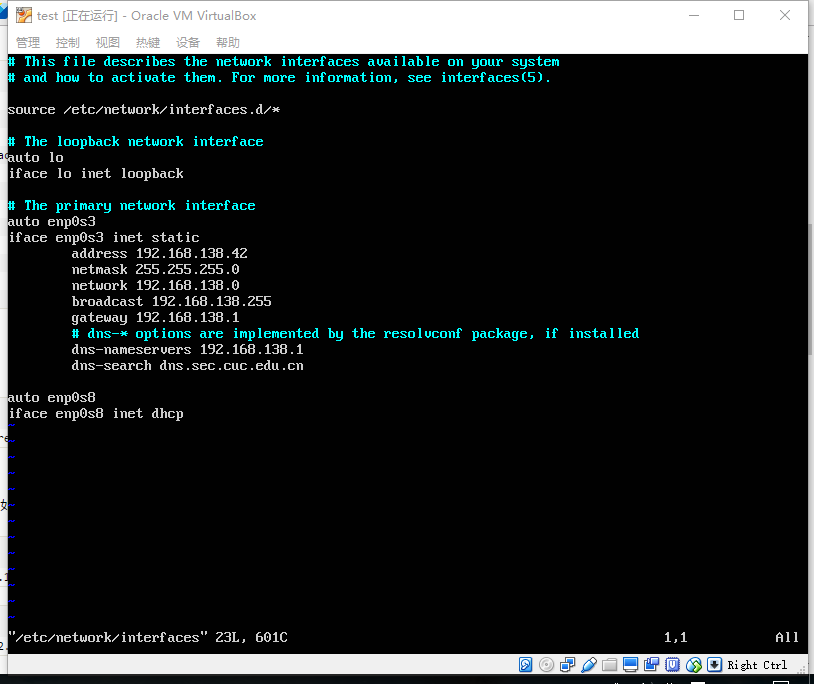 test [正在运行] - Oracle VM VirtualBox
管理 控制 视图 热键 设备 帮助
# This file describes the network interfaces available on your system
# and how to activate them. For more information, see interfaces(5).
source /etc/network/interfaces.d/*
# The loopback network interface
auto lo
iface lo inet loopback
# The primary network interface
auto enp0s3
iface enp0s3 inet static
address 192.168.138.42
netmask 255.255.255.0
network 192.168.138.0
broadcast 192.168.138.255
gateway 192.168.138.1
# dns-* options are implemented by the resolvconf package, if installed
dns-nameservers 192.168.138.1
dns-search dns.sec.cuc.edu.cn
auto enp0s8
iface enp0s8 inet dhcp
~
~
~
~
~
~
~
~
~
~
~
~
~
"/etc/network/interfaces" 23L, 601C 1,1 All
Right Ctrl